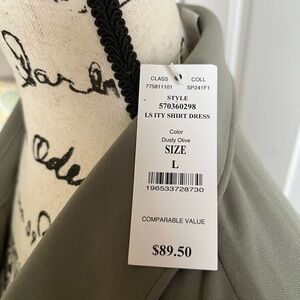 CLASS COLL
775811101 SP241F1
STYLE
570360298
LS ITY SHIRT DRESS
Color
Dusty Olive
SIZE
L
196533728730
COMPARABLE VALUE
$89.50